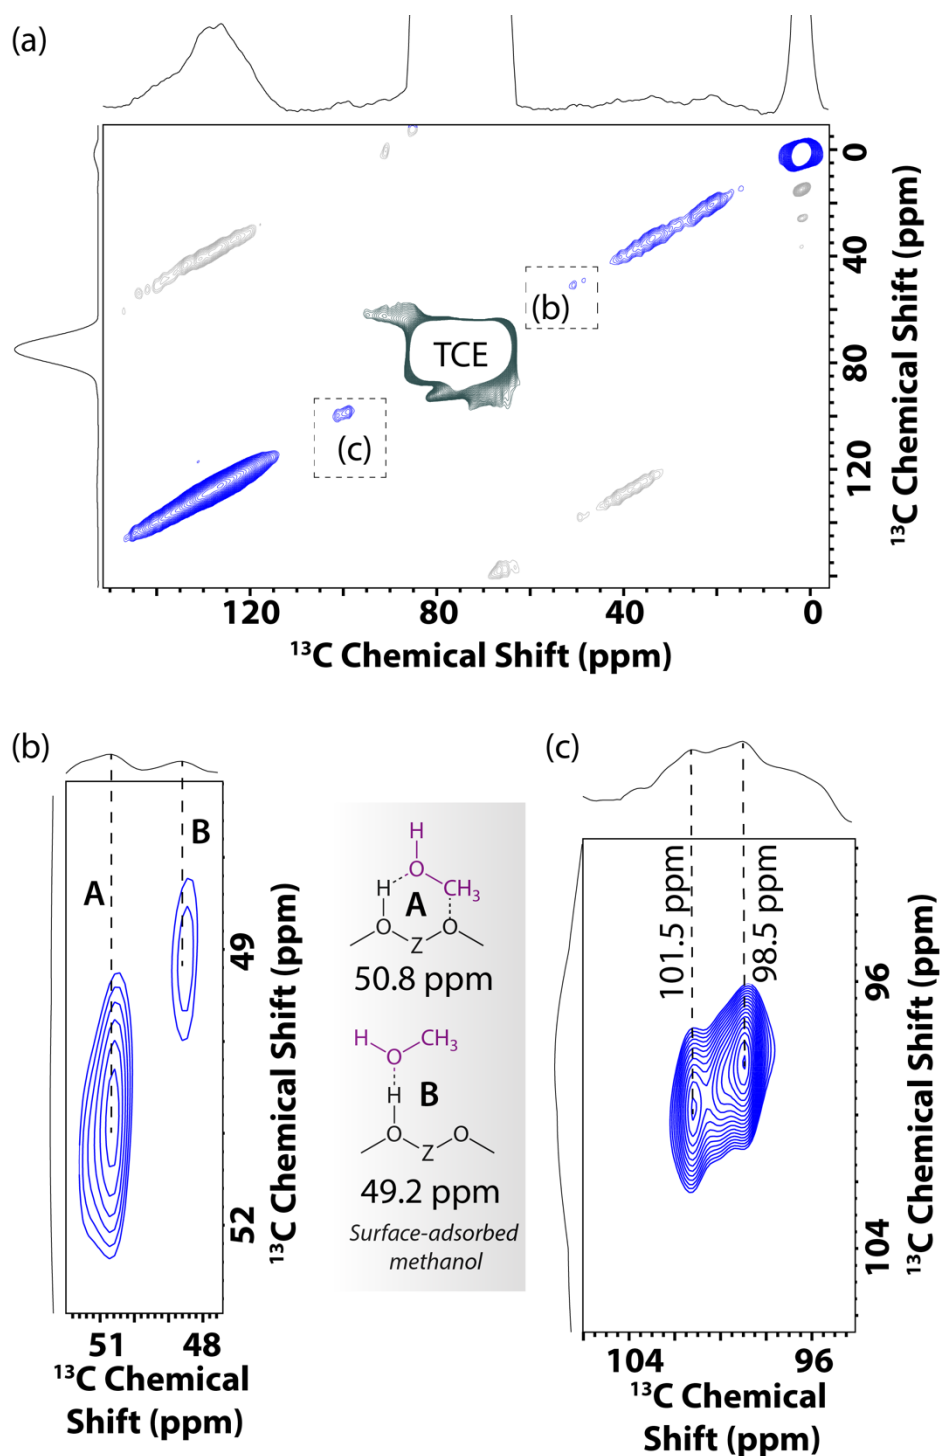 (a)
0
40
80
120
¹³C Chemical Shift (ppm)
TCE
(b)
(c)
120 80 40 0
¹³C Chemical Shift (ppm)
(b)
A
B
49
52
¹³C Chemical Shift (ppm)
51 48
¹³C Chemical
Shift (ppm)
H
O
H CH₃
A
O O
Z
50.8 ppm
H CH₃
O
H B
O O
Z
49.2 ppm
Surface-adsorbed
methanol
(c)
101.5 ppm
98.5 ppm
96
104
¹³C Chemical Shift (ppm)
104 96
¹³C Chemical
Shift (ppm)